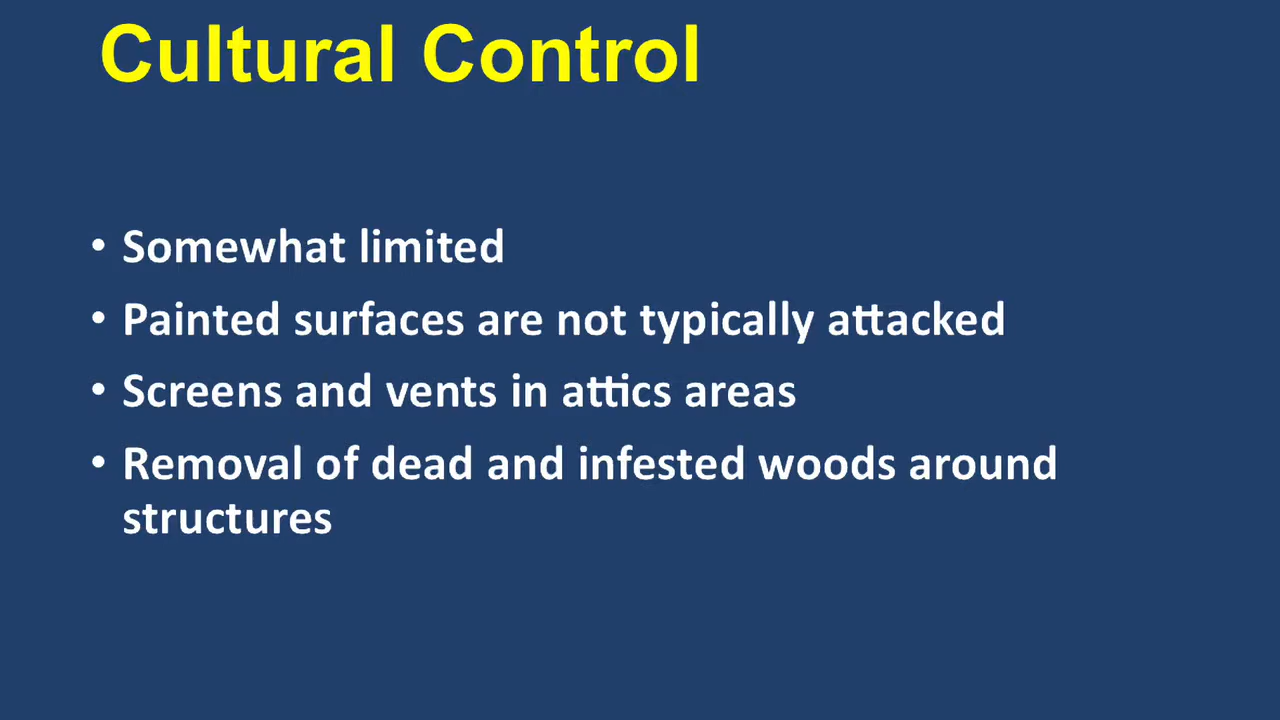 Cultural Control
• Somewhat limited
• Painted surfaces are not typically attacked
• Screens and vents in attics areas
• Removal of dead and infested woods around
structures